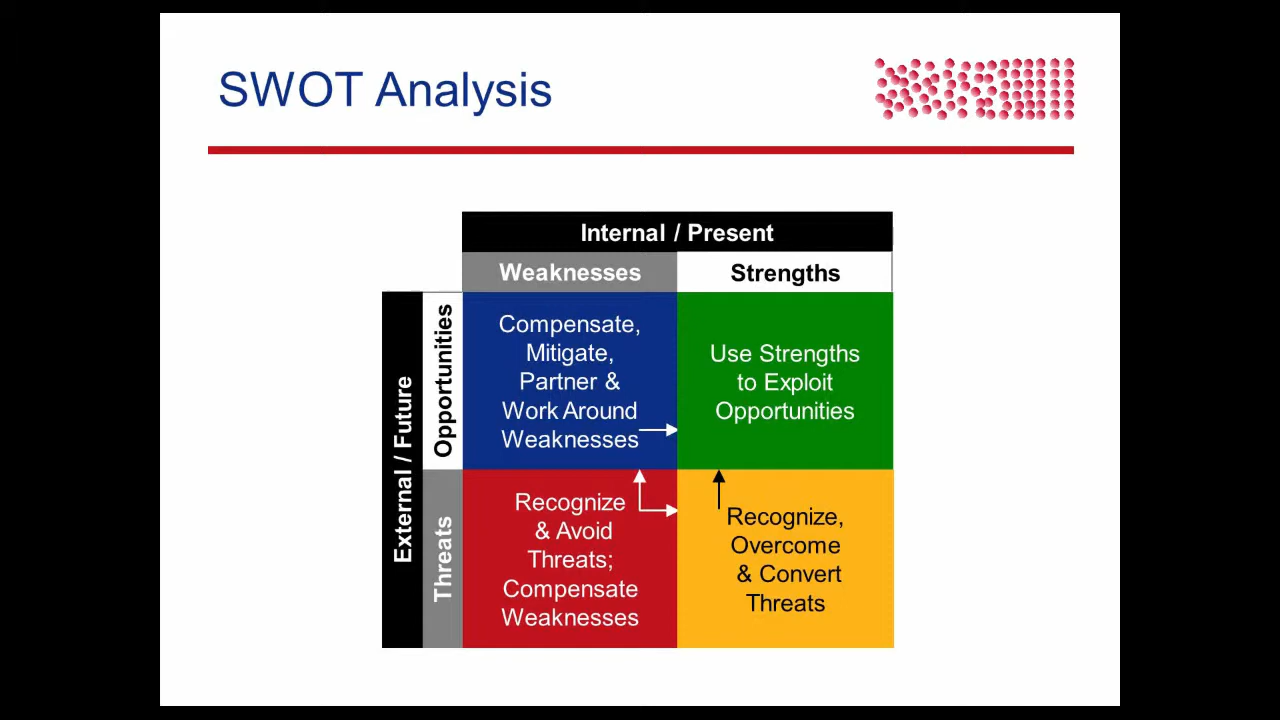 SWOT Analysis
Internal / Present
Weaknesses
Strengths
External / Future
Opportunities
Compensate,
Mitigate,
Partner &
Work Around
Weaknesses
Use Strengths
to Exploit
Opportunities
Threats
Recognize
& Avoid
Threats;
Compensate
Weaknesses
Recognize,
Overcome
& Convert
Threats